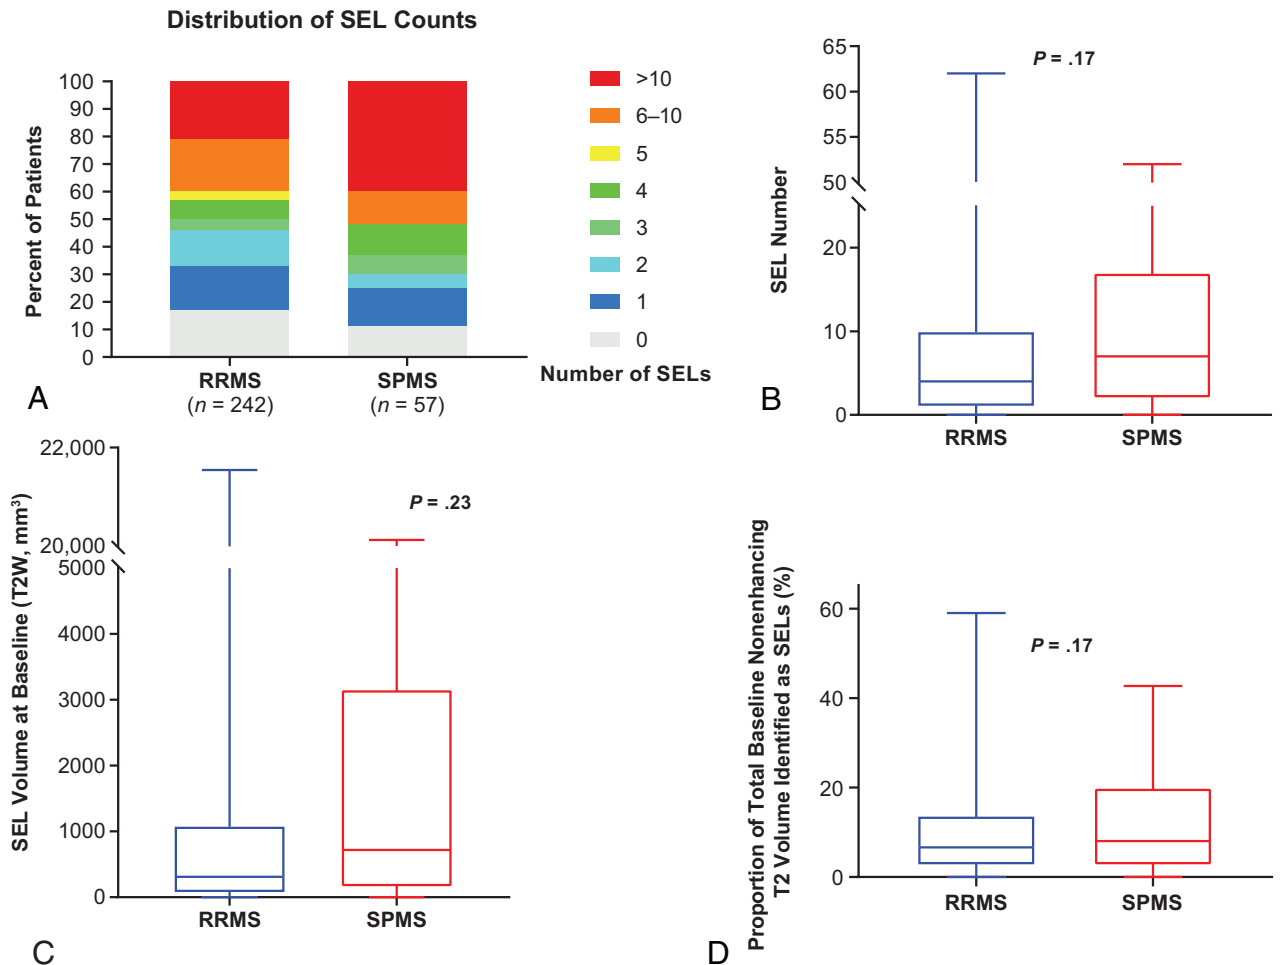 Distribution of SEL Counts
Percent of Patients
100
90
80
70
60
50
40
30
20
10
0
RRMS
(n = 242)
SPMS
(n = 57)
>10
6–10
5
4
3
2
1
0
Number of SELs
A
SEL Number
65
60
55
50
20
10
0
P = .17
RRMS
SPMS
B
SEL Volume at Baseline (T2W, mm³)
22,000
20,000
5000
4000
3000
2000
1000
0
P = .23
RRMS
SPMS
C
Proportion of Total Baseline Nonenhancing
T2 Volume Identified as SELs (%)
60
40
20
0
P = .17
RRMS
SPMS
D